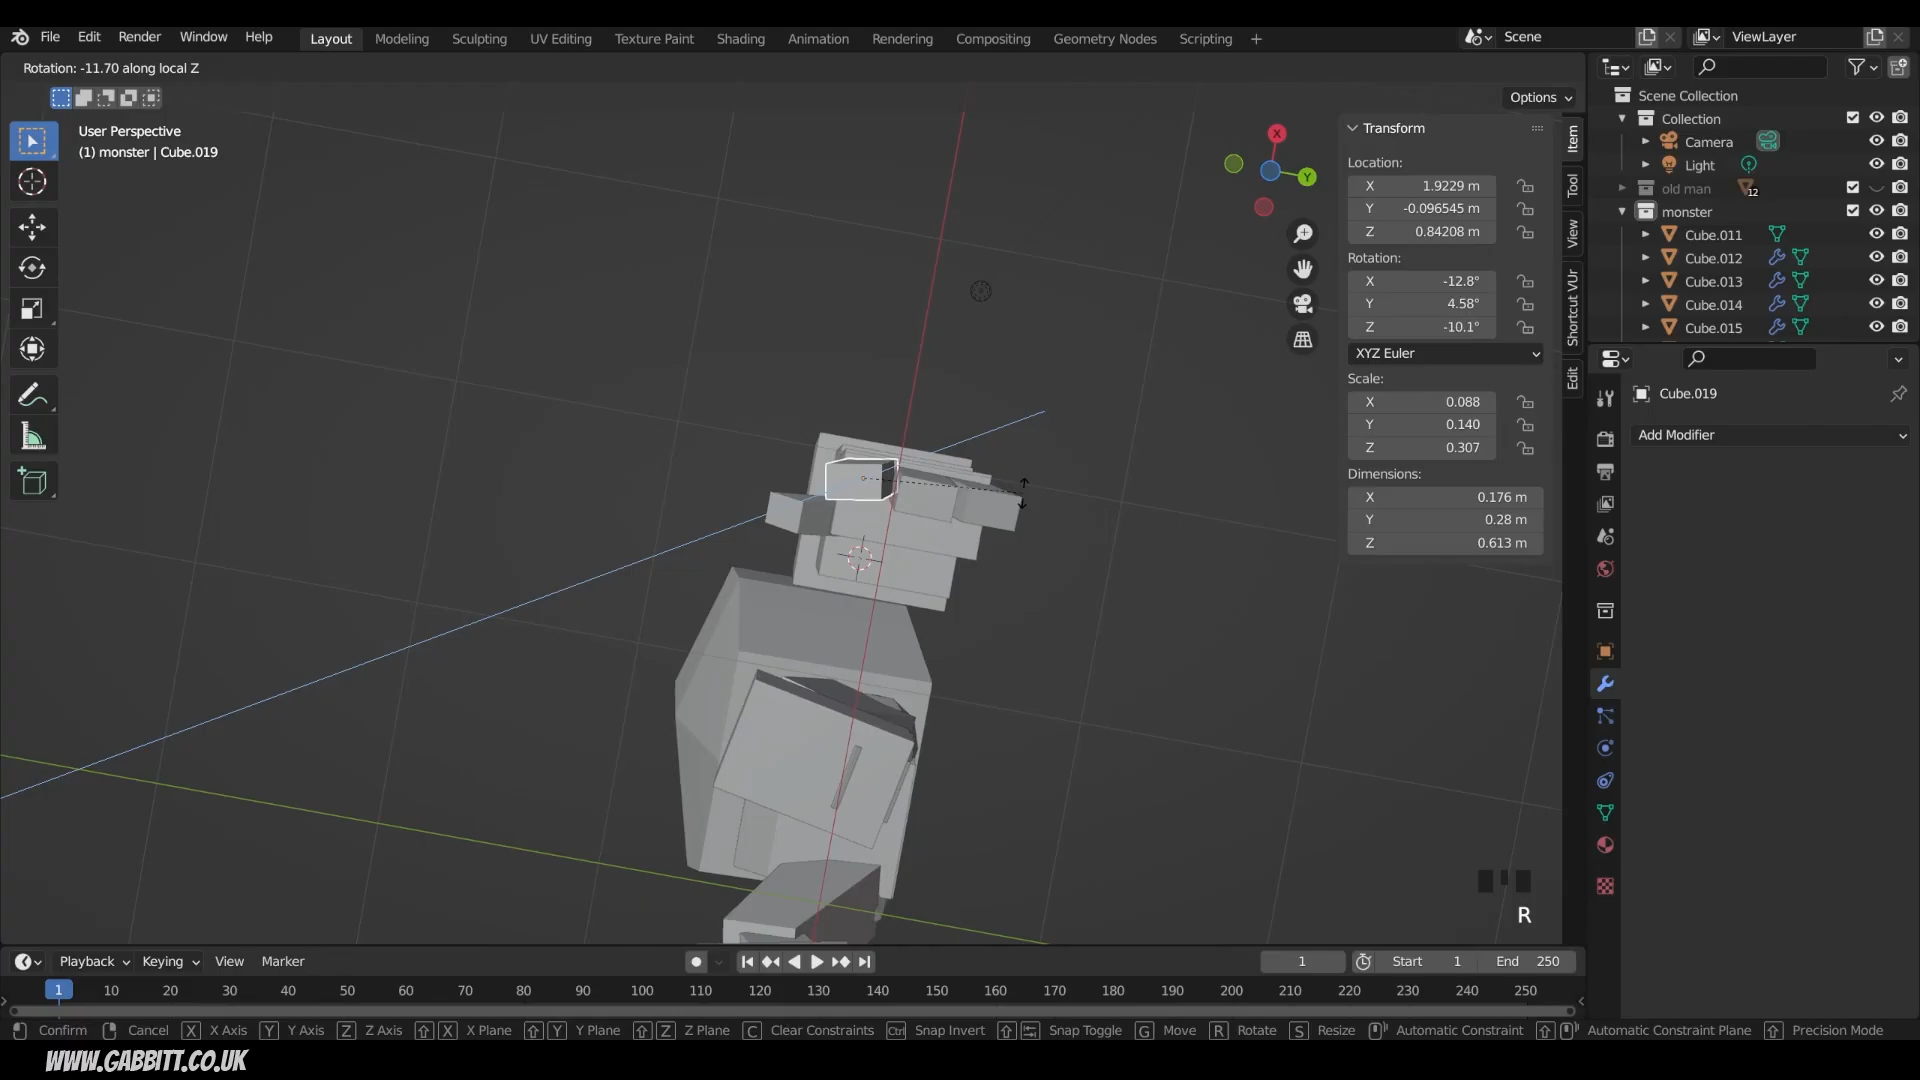 File Edit Render Window Help Layout Modeling Sculpting UV Editing Texture Paint Shading Animation Rendering Compositing Geometry Nodes Scripting + Scene ViewLayer
Rotation: -11.70 along local Z
Options
User Perspective
(1) monster | Cube.019
X
Y
Transform
Location:
X 1.9229 m
Y -0.096545 m
Z 0.84208 m
Rotation:
X -12.8°
Y 4.58°
Z -10.1°
XYZ Euler
Scale:
X 0.088
Y 0.140
Z 0.307
Dimensions:
X 0.176 m
Y 0.28 m
Z 0.613 m
Item
Tool
View
Shortcut VUr
Edit
Scene Collection
Collection
Camera
Light
old man 12
monster
Cube.011
Cube.012
Cube.013
Cube.014
Cube.015
Cube.019
Add Modifier
R
Playback Keying View Marker 1 Start 1 End 250
1 10 20 30 40 50 60 70 80 90 100 110 120 130 140 150 160 170 180 190 200 210 220 230 240 250
Confirm Cancel X X Axis Y Y Axis Z Z Axis X X Plane Y Y Plane Z Z Plane C Clear Constraints Ctrl Snap Invert Snap Toggle G Move R Rotate S Resize Automatic Constraint Automatic Constraint Plane Precision Mode
WWW.GABBITT.CO.UK